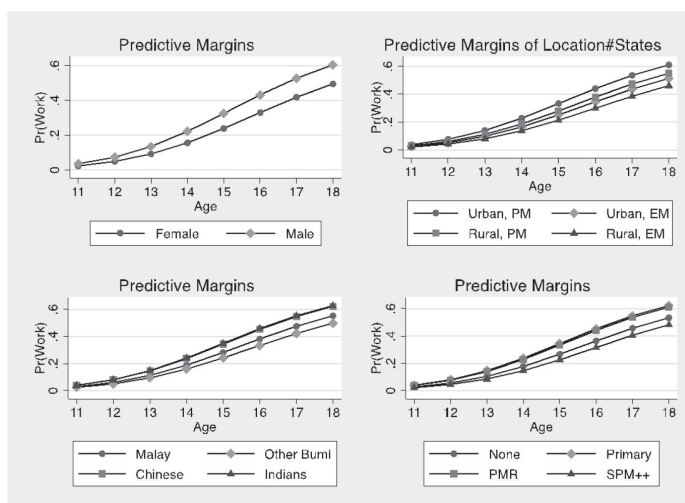 Predictive Margins
Pr(Work)
.6
.4
.2
0
11 12 13 14 15 16 17 18
Age
Female Male
Predictive Margins of Location#States
Pr(Work)
.6
.4
.2
0
11 12 13 14 15 16 17 18
Age
Urban, PM Urban, EM
Rural, PM Rural, EM
Predictive Margins
Pr(Work)
.6
.4
.2
0
11 12 13 14 15 16 17 18
Age
Malay Other Bumi
Chinese Indians
Predictive Margins
Pr(Work)
.6
.4
.2
0
11 12 13 14 15 16 17 18
Age
None Primary
PMR SPM++